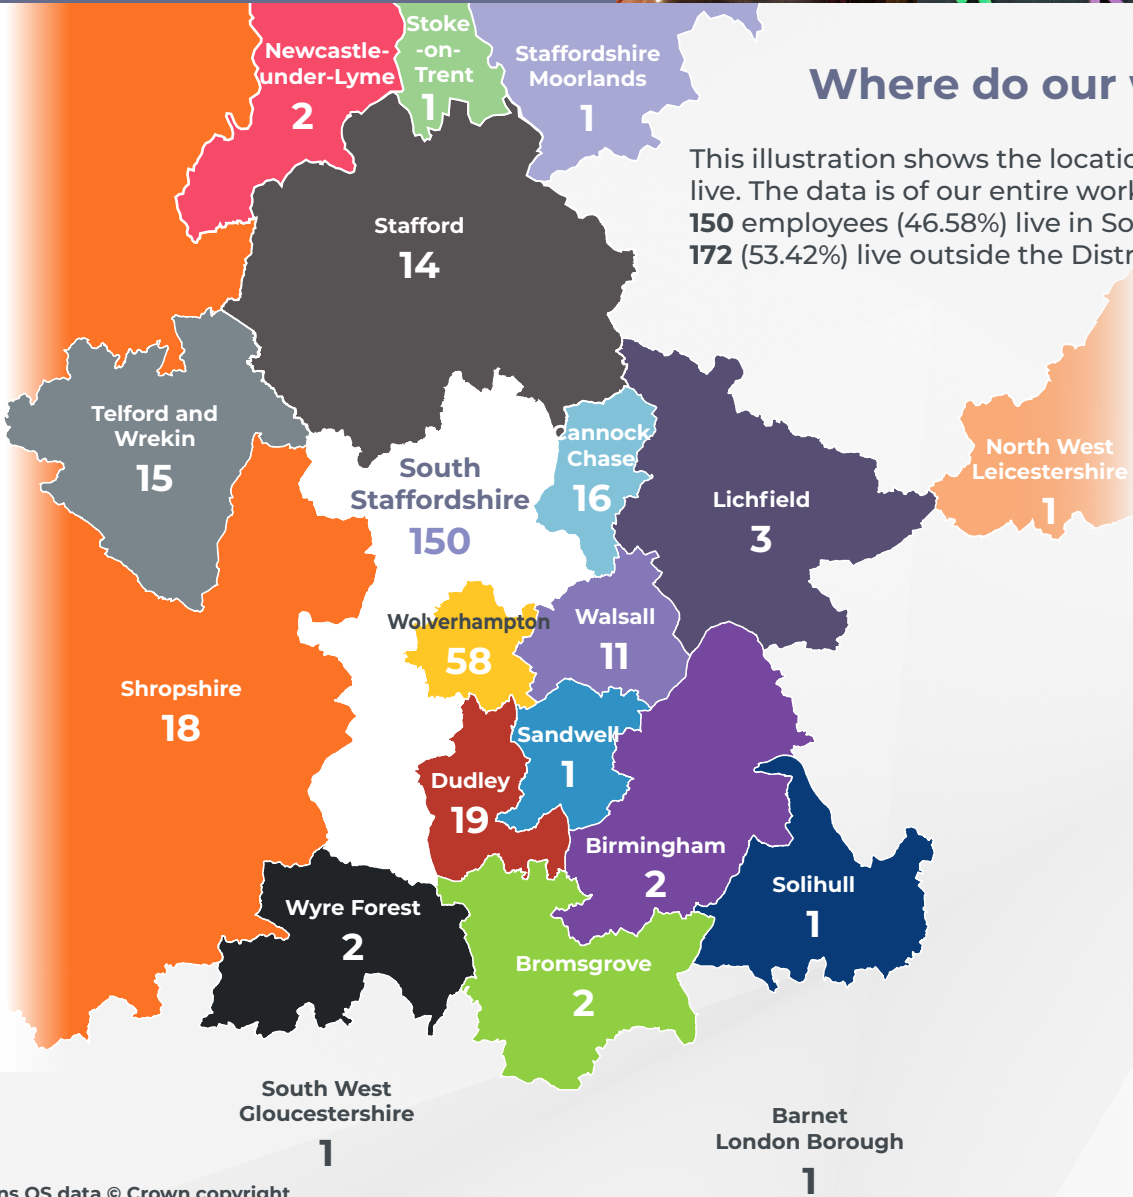 Stoke
-on-
Trent
1
Newcastle-
under-Lyme
2
Staffordshire
Moorlands
1
Where do our
This illustration shows the
live. The data is of our entire
150 employees (46.58%) live in
172 (53.42%) live outside the
Stafford
14
Telford and
Wrekin
15
South
Staffordshire
150
Cannock
Chase
16
Lichfield
3
North West
Leicestershire
1
Wolverhampton
58
Walsall
11
Shropshire
18
Sandwell
1
Dudley
19
Birmingham
2
Solihull
1
Wyre Forest
2
Bromsgrove
2
South West
Gloucestershire
1
Barnet
London Borough
1
OS data © Crown copyright